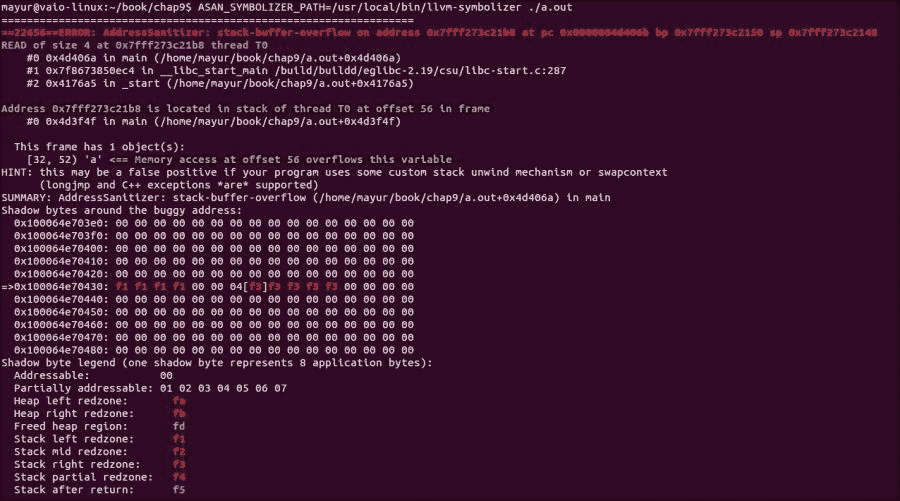 mayur@vaio-linux:~/book/chap9$ ASAN_SYMBOLIZER_PATH=/usr/local/bin/llvm-symbolizer ./a.out
=================================================================
==22656==ERROR: AddressSanitizer: stack-buffer-overflow on address 0x7fff273c21b8 at pc 0x0000004d406b bp 0x7fff273c2150 sp 0x7fff273c2148
READ of size 4 at 0x7fff273c21b8 thread T0
    #0 0x4d406a in main (/home/mayur/book/chap9/a.out+0x4d406a)
    #1 0x7f8673850ec4 in __libc_start_main /build/buildd/eglibc-2.19/csu/libc-start.c:287
    #2 0x4176a5 in _start (/home/mayur/book/chap9/a.out+0x4176a5)
Address 0x7fff273c21b8 is located in stack of thread T0 at offset 56 in frame
    #0 0x4d3f4f in main (/home/mayur/book/chap9/a.out+0x4d3f4f)
  This frame has 1 object(s):
    [32, 52) 'a' <== Memory access at offset 56 overflows this variable
HINT: this may be a false positive if your program uses some custom stack unwind mechanism or swapcontext
      (longjmp and C++ exceptions *are* supported)
SUMMARY: AddressSanitizer: stack-buffer-overflow (/home/mayur/book/chap9/a.out+0x4d406a) in main
Shadow bytes around the buggy address:
  0x100064e703e0: 00 00 00 00 00 00 00 00 00 00 00 00 00 00 00 00
  0x100064e703f0: 00 00 00 00 00 00 00 00 00 00 00 00 00 00 00 00
  0x100064e70400: 00 00 00 00 00 00 00 00 00 00 00 00 00 00 00 00
  0x100064e70410: 00 00 00 00 00 00 00 00 00 00 00 00 00 00 00 00
  0x100064e70420: 00 00 00 00 00 00 00 00 00 00 00 00 00 00 00 00
=>0x100064e70430: f1 f1 f1 f1 00 00 04[f3]f3 f3 f3 f3 00 00 00 00
  0x100064e70440: 00 00 00 00 00 00 00 00 00 00 00 00 00 00 00 00
  0x100064e70450: 00 00 00 00 00 00 00 00 00 00 00 00 00 00 00 00
  0x100064e70460: 00 00 00 00 00 00 00 00 00 00 00 00 00 00 00 00
  0x100064e70470: 00 00 00 00 00 00 00 00 00 00 00 00 00 00 00 00
  0x100064e70480: 00 00 00 00 00 00 00 00 00 00 00 00 00 00 00 00
Shadow byte legend (one shadow byte represents 8 application bytes):
  Addressable:           00
  Partially addressable: 01 02 03 04 05 06 07
  Heap left redzone:       fa
  Heap right redzone:      fb
  Freed heap region:       fd
  Stack left redzone:      f1
  Stack mid redzone:       f2
  Stack right redzone:     f3
  Stack partial redzone:   f4
  Stack after return:      f5